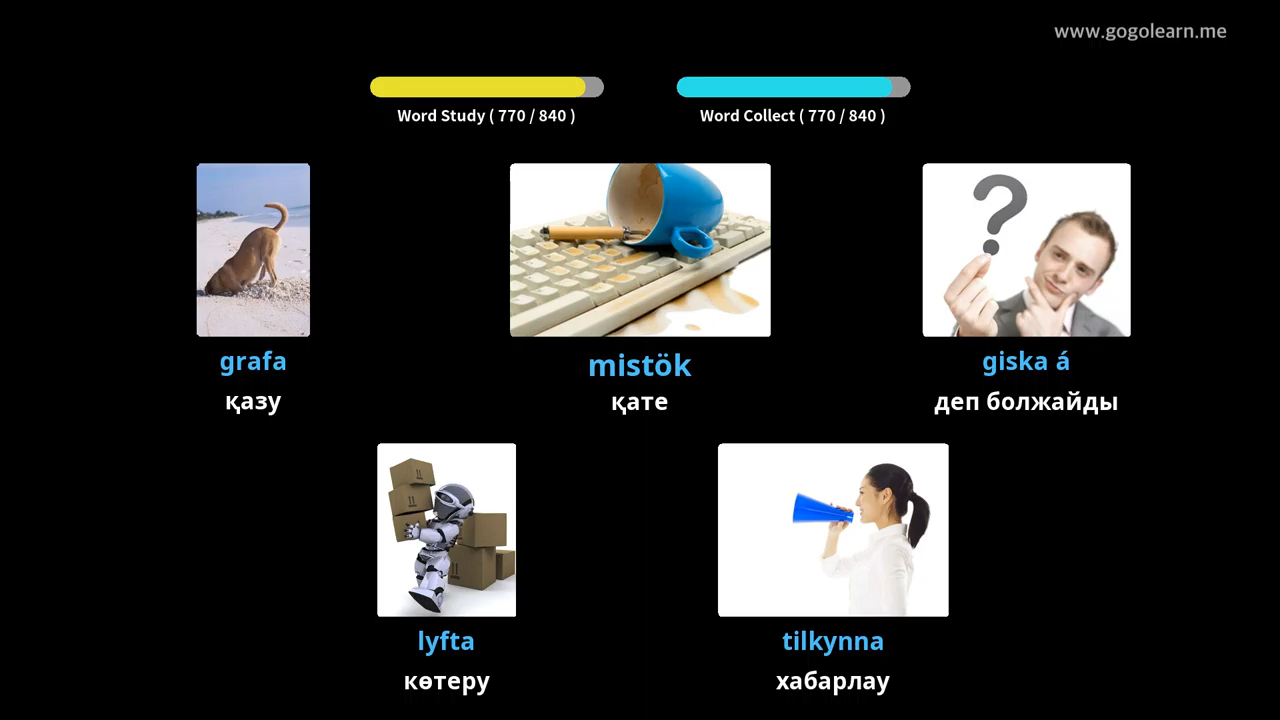 www.gogolearn.me
Word Study ( 770 / 840 )
Word Collect ( 770 / 840 )
grafa
қазу
mistök
қате
giska á
деп болжайды
lyfta
көтеру
tilkynna
хабарлау